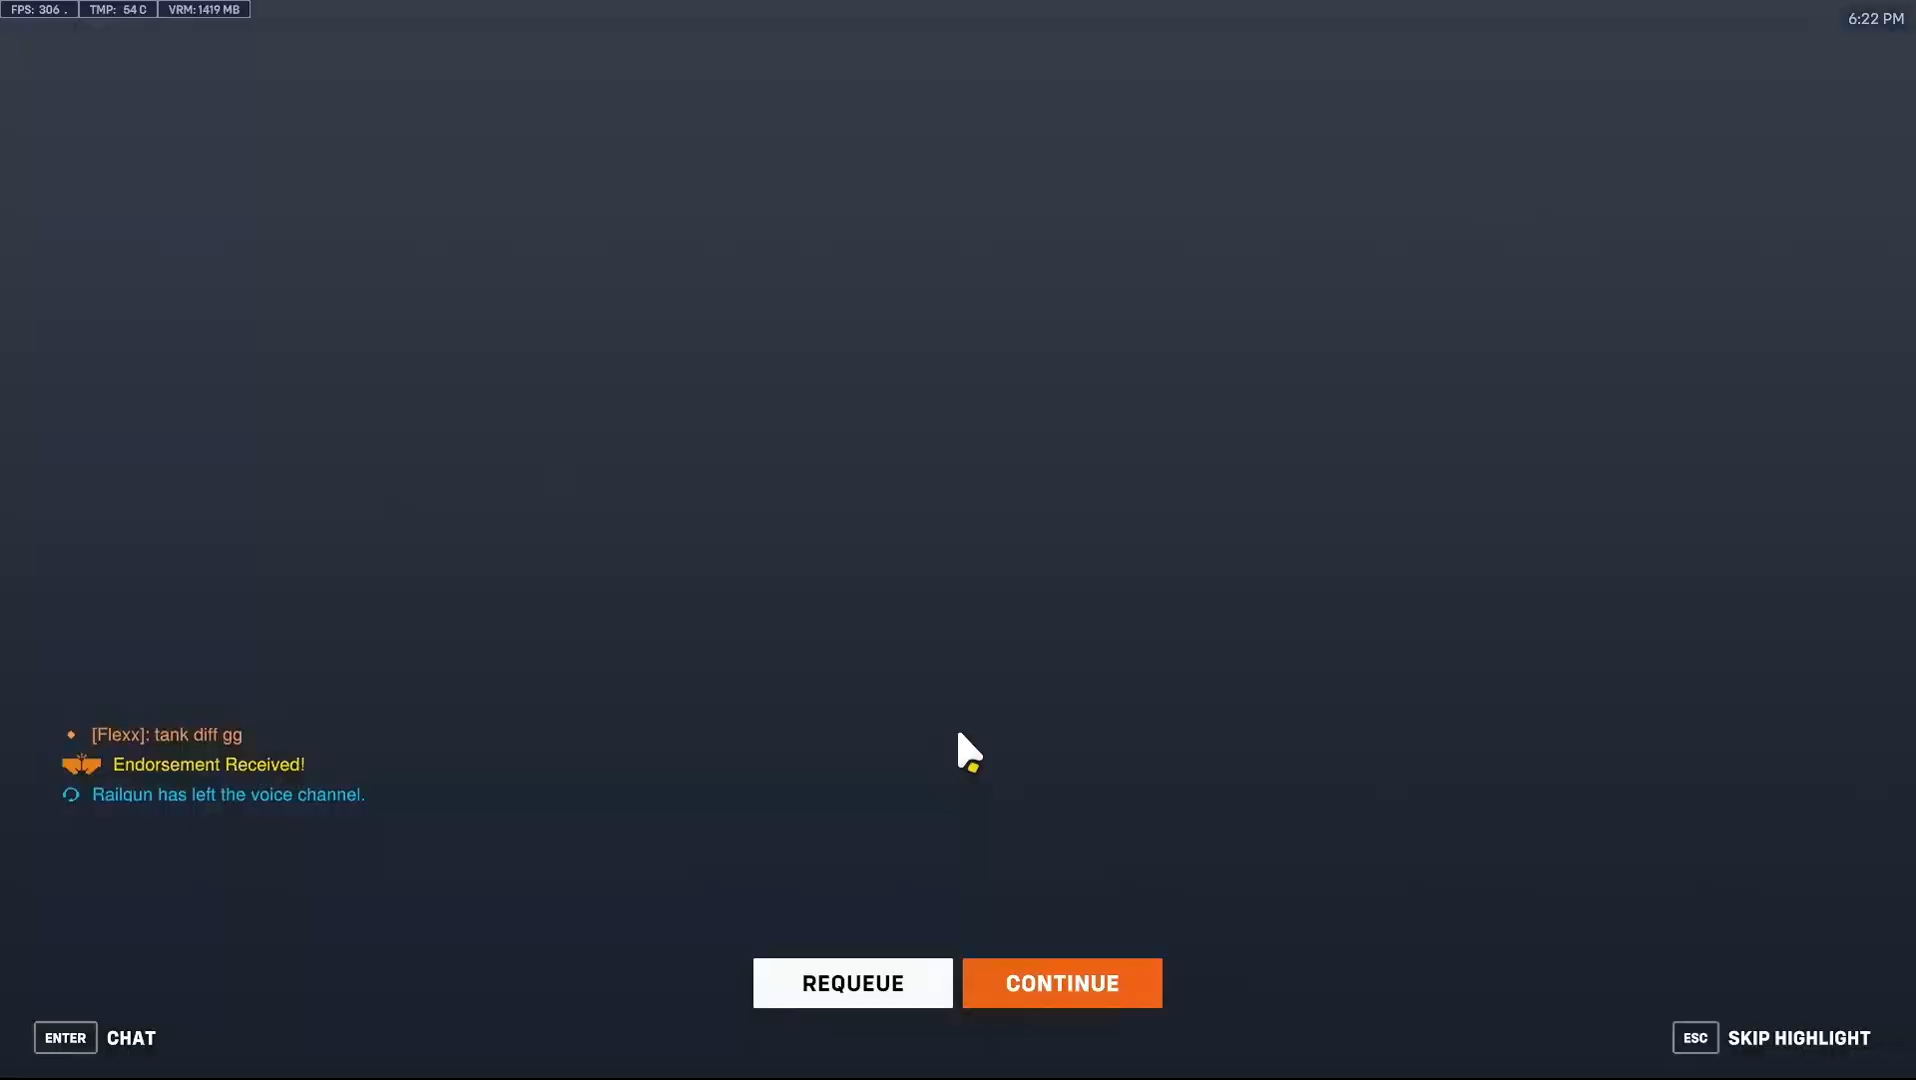 FPS: 306 . TMP: 54 C VRM: 1419 MB
6:22 PM
[Flexx]: tank diff gg
Endorsement Received!
Railgun has left the voice channel.
REQUEUE CONTINUE
ENTER CHAT
ESC SKIP HIGHLIGHT